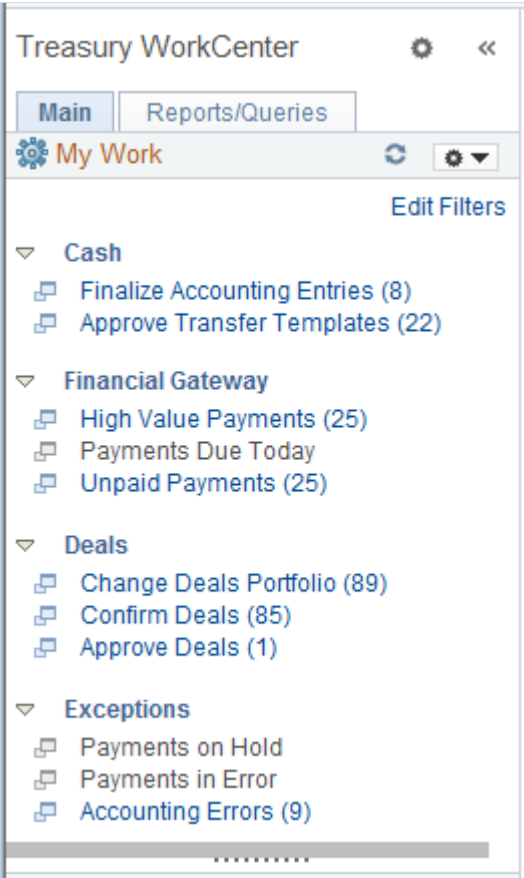 Treasury WorkCenter
Main
Reports/Queries
My Work
Edit Filters
Cash
Finalize Accounting Entries (8)
Approve Transfer Templates (22)
Financial Gateway
High Value Payments (25)
Payments Due Today
Unpaid Payments (25)
Deals
Change Deals Portfolio (89)
Confirm Deals (85)
Approve Deals (1)
Exceptions
Payments on Hold
Payments in Error
Accounting Errors (9)